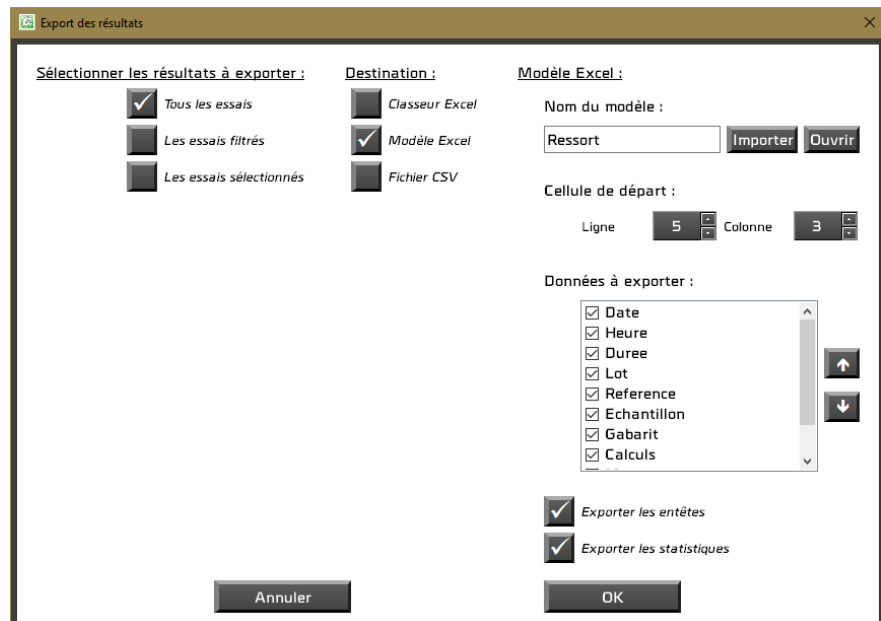 Export des résultats
Sélectionner les résultats à exporter :
Tous les essais
Les essais filtrés
Les essais sélectionnés
Destination :
Classeur Excel
Modèle Excel
Fichier CSV
Modèle Excel :
Nom du modèle :
Ressort
Importer
Ouvrir
Cellule de départ :
Ligne 5 Colonne 3
Données à exporter :
Date
Heure
Duree
Lot
Reference
Echantillon
Gabarit
Calculs
Exporter les entêtes
Exporter les statistiques
Annuler
OK